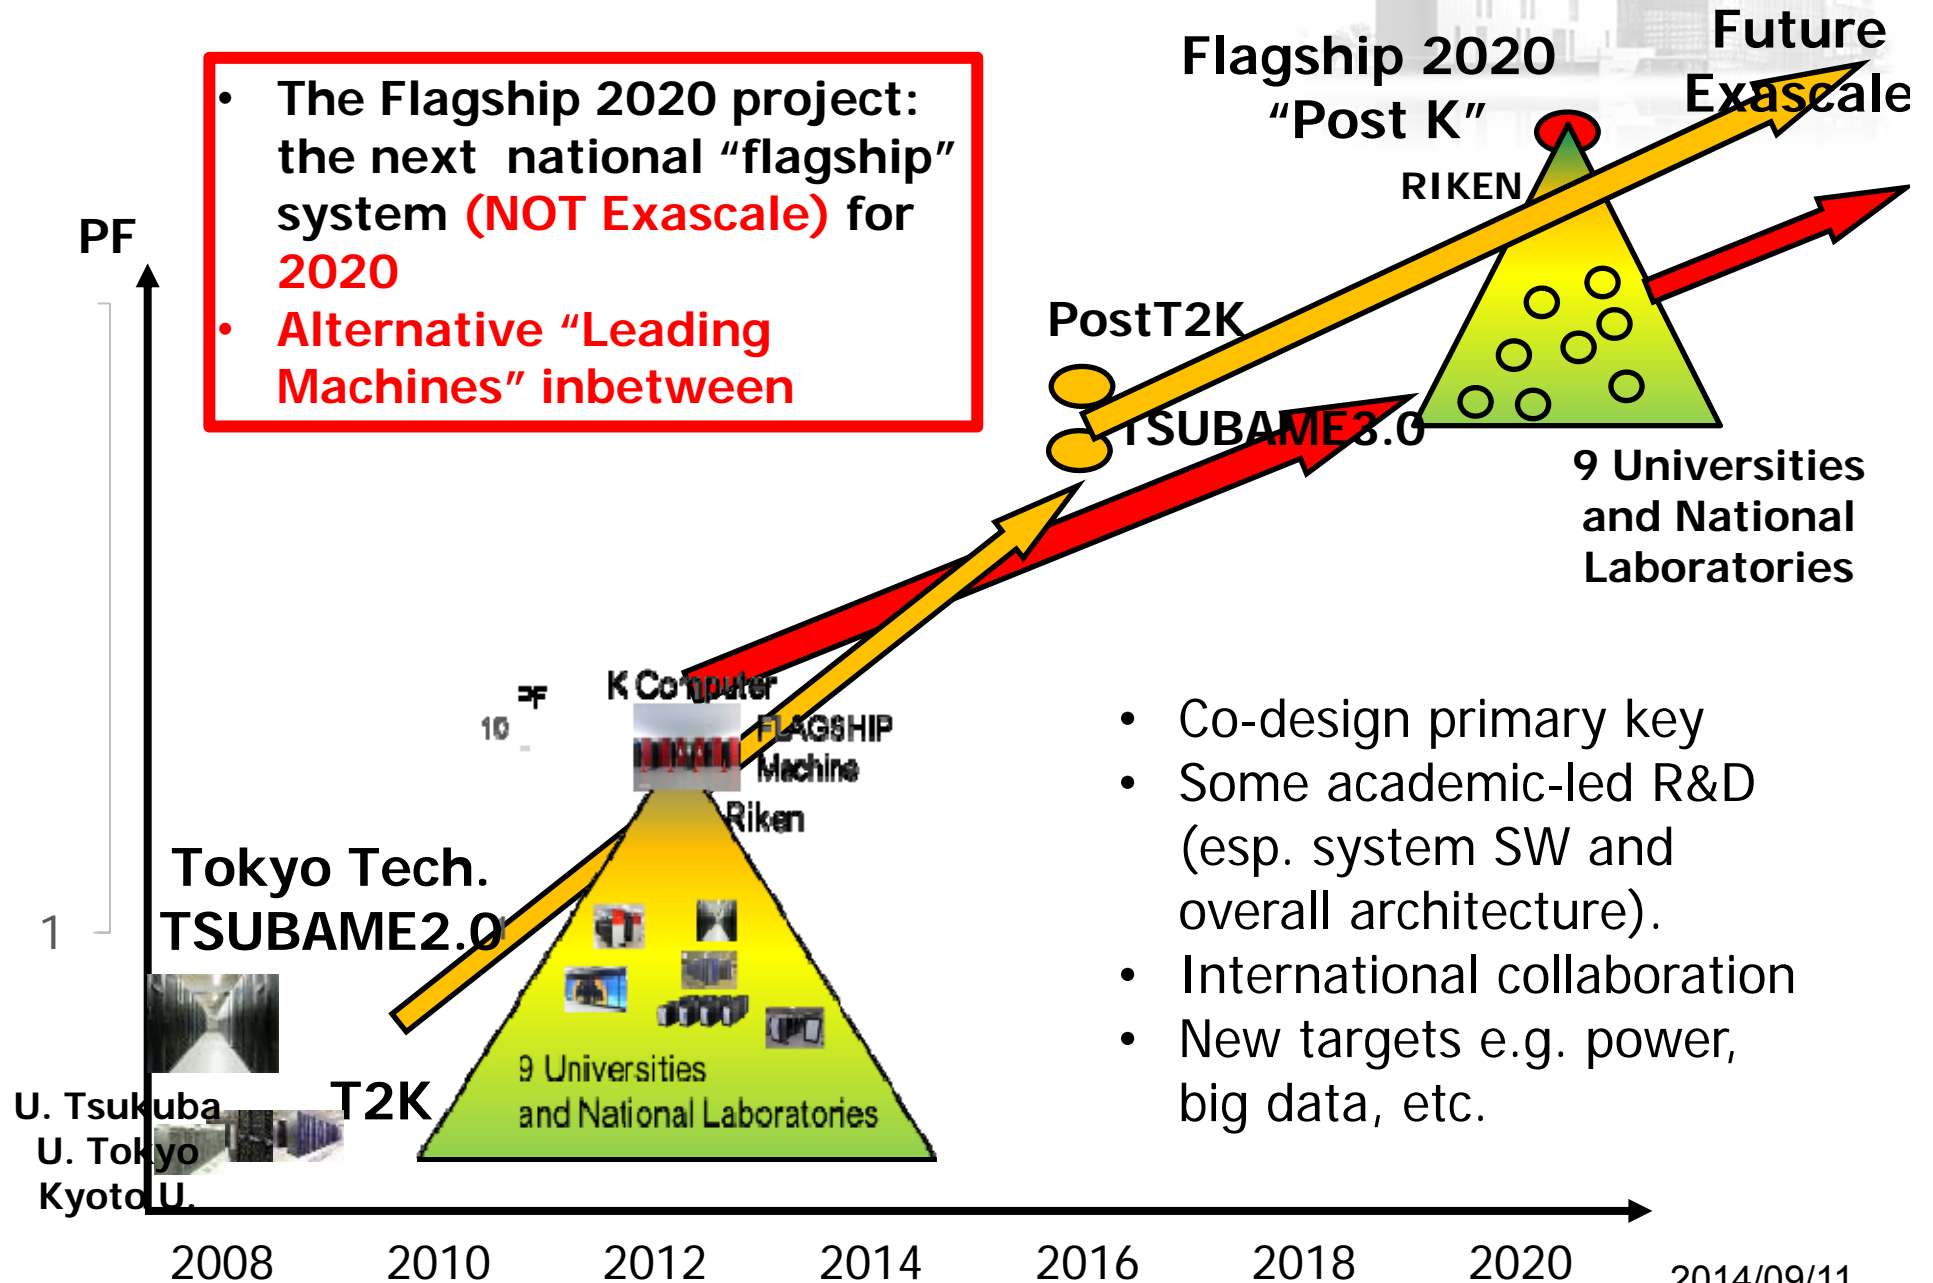 Future
Exascale
Flagship 2020
“Post K”
RIKEN
• The Flagship 2020 project:
the next national “flagship”
system (NOT Exascale) for
2020
• Alternative “Leading
Machines” inbetween
PF
PostT2K
TSUBAME3.0
9 Universities
and National
Laboratories
PF
10
K Computer
FLAGSHIP
Machine
Riken
Tokyo Tech.
TSUBAME2.0
1
1
9 Universities
and National Laboratories
T2K
U. Tsukuba
U. Tokyo
Kyoto U.
• Co-design primary key
• Some academic-led R&D
(esp. system SW and
overall architecture).
• International collaboration
• New targets e.g. power,
big data, etc.
2008 2010 2012 2014 2016 2018 2020
2014/09/11